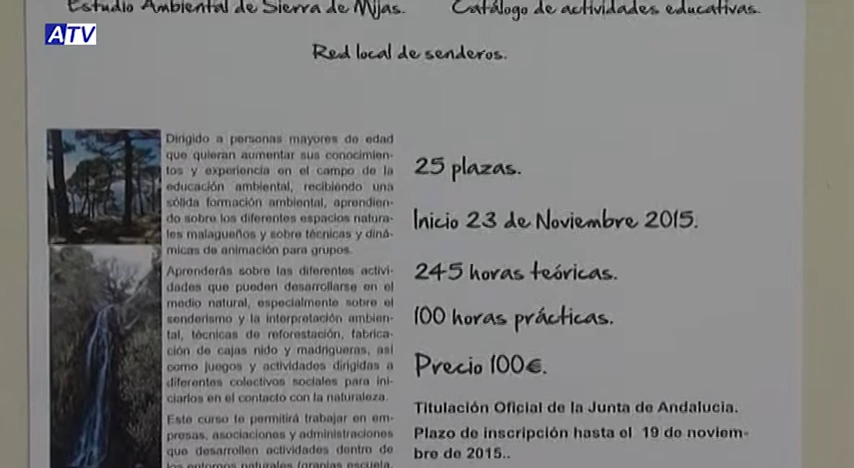 Estudio Ambiental de Sierra de Mijas.
Catálogo de actividades educativas.
ATV
Red local de senderos.
Dirigido a personas mayores de edad
que quieran aumentar sus conocimien-
tos y experiencia en el campo de la
educación ambiental, recibiendo una
sólida formación ambiental, aprendien-
do sobre los diferentes espacios natura-
les malagueños y sobre técnicas y diná-
micas de animación para grupos.
Aprenderás sobre las diferentes activi-
dades que pueden desarrollarse en el
medio natural, especialmente sobre el
senderismo y la interpretación ambien-
tal, técnicas de reforestación, fabrica-
ción de cajas nido y madrigueras, así
como juegos y actividades dirigidas a
diferentes colectivos sociales para ini-
ciarlos en el contacto con la naturaleza.
Este curso te permitirá trabajar en em-
presas, asociaciones y administraciones
que desarrollen actividades dentro de
los entornos naturales (granjas escuela,
25 plazas.
Inicio 23 de Noviembre 2015.
245 horas teóricas.
100 horas prácticas.
Precio 100€.
Titulación Oficial de la Junta de Andalucia.
Plazo de inscripción hasta el 19 de noviem-
bre de 2015..